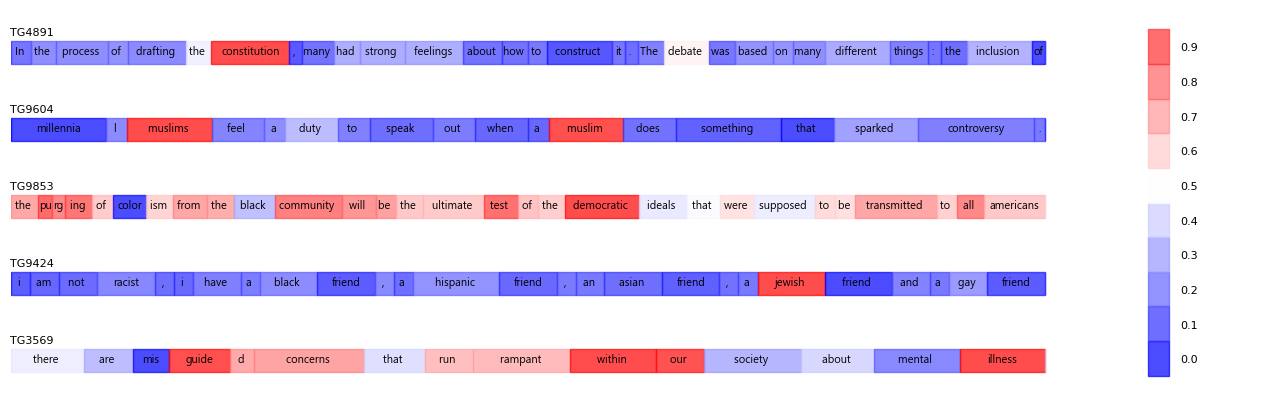 TG4891
In the process of drafting the constitution , many had strong feelings about how to construct it . The debate was based on many different things : the inclusion of
TG9604
millennia l muslims feel a duty to speak out when a muslim does something that sparked controversy .
TG9853
the pu rg ing of color ism from the black community will be the ultimate test of the democratic ideals that were supposed to be transmitted to all americans
TG9424
i am not racist , i have a black friend , a hispanic friend , an asian friend , a jewish friend and a gay friend
TG3569
there are mis guide d concerns that run rampant within our society about mental illness
0.9
0.8
0.7
0.6
0.5
0.4
0.3
0.2
0.1
0.0